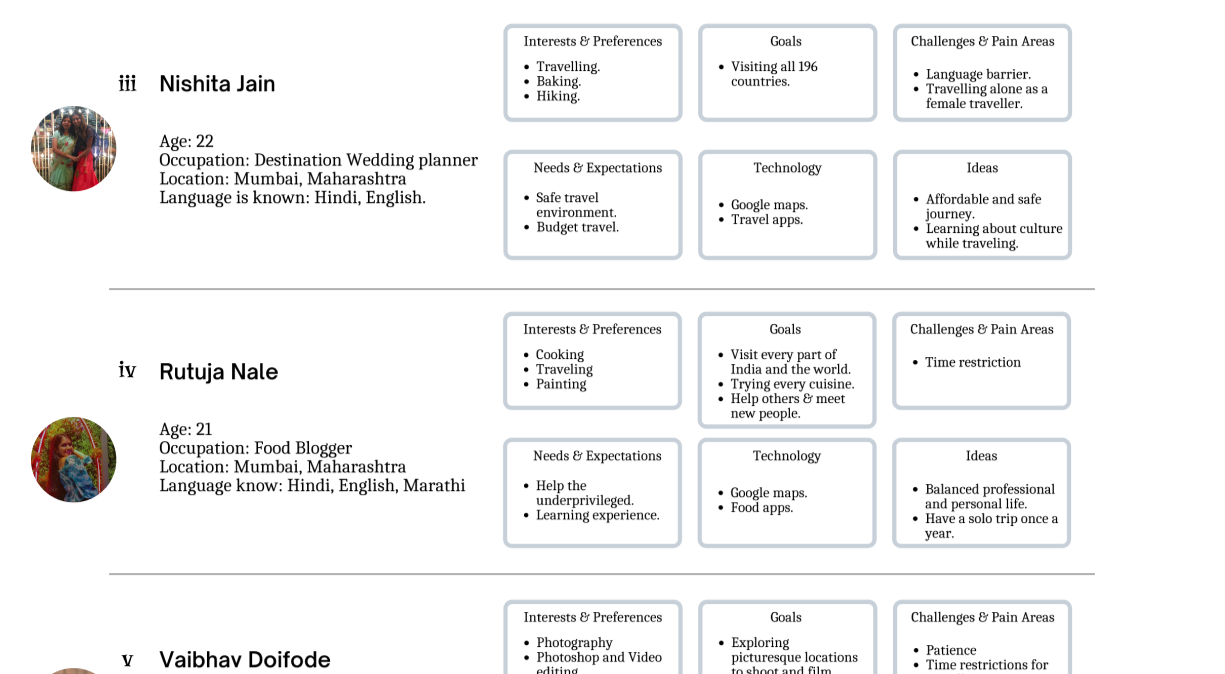 iii Nishita Jain
Age: 22
Occupation: Destination Wedding planner
Location: Mumbai, Maharashtra
Language is known: Hindi, English.
Interests & Preferences
• Travelling.
• Baking.
• Hiking.
Goals
• Visiting all 196
countries.
Challenges & Pain Areas
• Language barrier.
• Travelling alone as a
female traveller.
Needs & Expectations
• Safe travel
environment.
• Budget travel.
Technology
• Google maps.
• Travel apps.
Ideas
• Affordable and safe
journey.
• Learning about culture
while traveling.
iv Rutuja Nale
Age: 21
Occupation: Food Blogger
Location: Mumbai, Maharashtra
Language know: Hindi, English, Marathi
Interests & Preferences
• Cooking
• Traveling
• Painting
Goals
• Visit every part of
India and the world.
• Trying every cuisine.
• Help others & meet
new people.
Challenges & Pain Areas
• Time restriction
Needs & Expectations
• Help the
underprivileged.
• Learning experience.
Technology
• Google maps.
• Food apps.
Ideas
• Balanced professional
and personal life.
• Have a solo trip once a
year.
v Vaibhav Doifode
Interests & Preferences
• Photography
• Photoshop and Video
editing
Goals
• Exploring
picturesque locations
to shoot and film
Challenges & Pain Areas
• Patience
• Time restrictions for